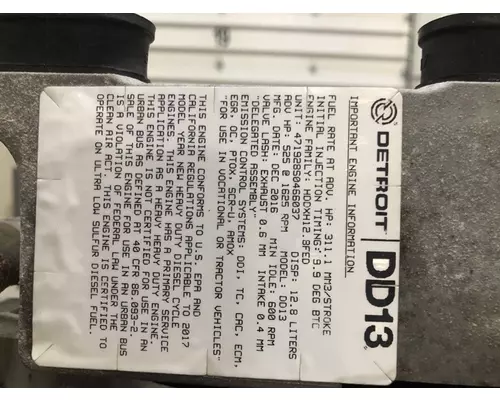 DETROIT DD13
IMPORTANT ENGINE INFORMATION
FUEL RATE AT ADV. HP: 311.1 MM3/STROKE
INITIAL INJECTION TIMING: 9.9 DEG BTC
ENGINE FAMILY: HDDXH12.8FED
UNIT: 471928S0466037 DISP: 12.8 LITERS
ADV HP: 525 @ 1625 RPM MODEL: DD13
MFG. DATE: DEC 2016 MIN IDLE: 600 RPM
VALVE LASH: EXHAUST 0.6 MM INTAKE 0.4 MM
"DELEGATED ASSEMBLY"
EMISSION CONTROL SYSTEMS: DDI, TC, CAC, ECM,
EGR, OC, PTOX, SCR-U, AMOX
"FOR USE IN VOCATIONAL OR TRACTOR VEHICLES"
THIS ENGINE CONFORMS TO U.S. EPA AND
CALIFORNIA REGULATIONS APPLICABLE TO 2017
MODEL YEAR NEW HEAVY DUTY DIESEL CYCLE
ENGINES. THIS ENGINE HAS A PRIMARY SERVICE
APPLICATION AS A HEAVY HEAVY DUTY ENGINE.
THIS ENGINE IS NOT CERTIFIED FOR USE IN AN
URBAN BUS AS DEFINED AT 40 CFR 86.093-2.
SALE OF THIS ENGINE FOR USE IN AN URBAN BUS
IS A VIOLATION OF FEDERAL LAW UNDER THE
CLEAN AIR ACT. THIS ENGINE IS CERTIFIED TO
OPERATE ON ULTRA LOW SULFUR DIESEL FUEL.